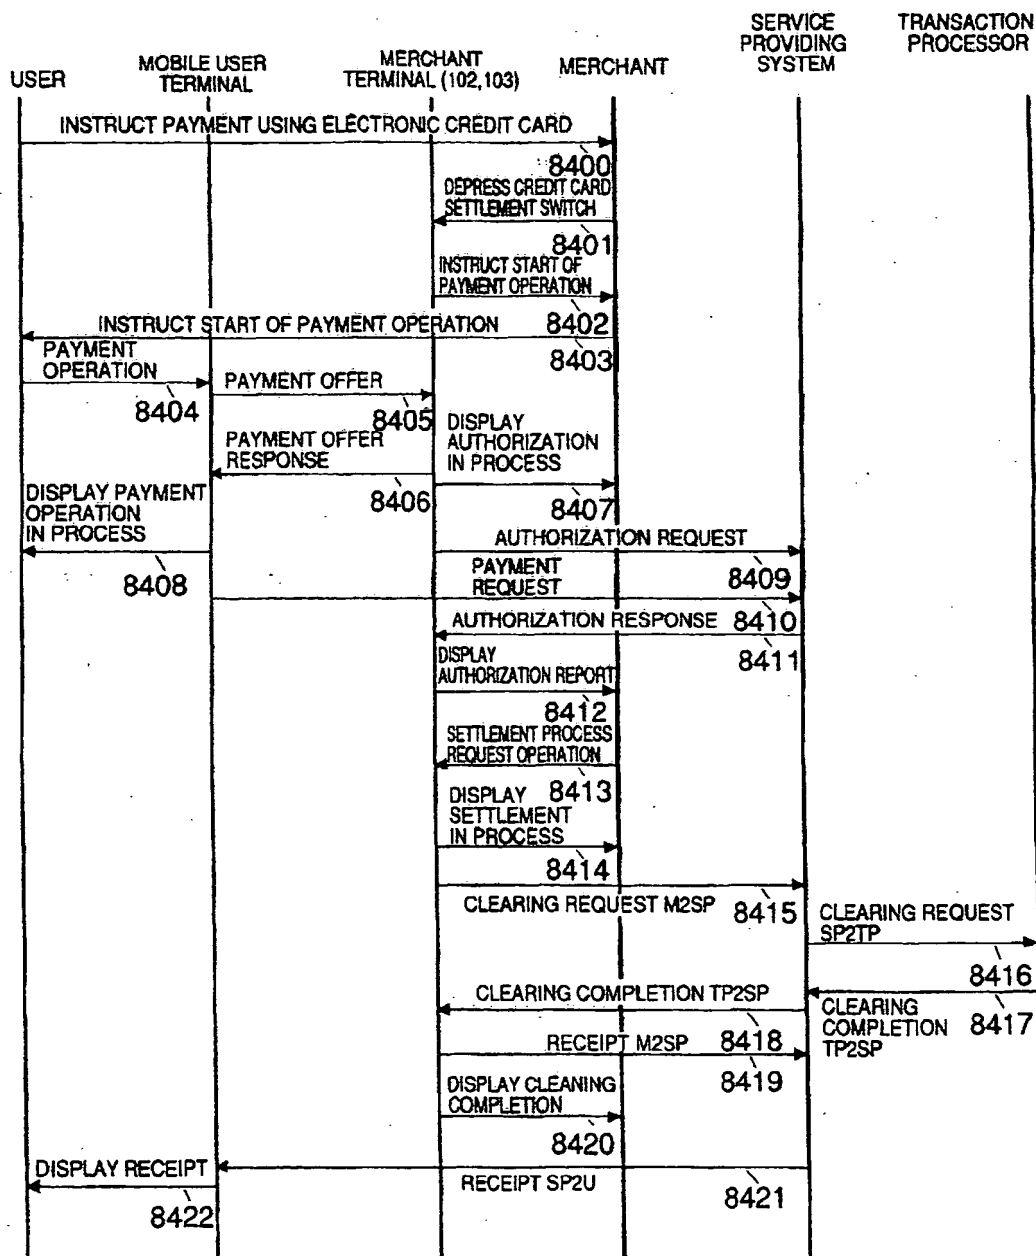 USER
MOBILE USER
TERMINAL
MERCHANT
TERMINAL (102,103)
MERCHANT
SERVICE
PROVIDING
SYSTEM
TRANSACTION
PROCESSOR
INSTRUCT PAYMENT USING ELECTRONIC CREDIT CARD
8400
DEPRESS CREDIT CARD
SETTLEMENT SWITCH
8401
INSTRUCT START OF
PAYMENT OPERATION
8402
INSTRUCT START OF PAYMENT OPERATION
8403
PAYMENT
OPERATION
8404
PAYMENT OFFER
8405
PAYMENT OFFER
RESPONSE
8406
DISPLAY
AUTHORIZATION
IN PROCESS
8407
DISPLAY PAYMENT
OPERATION
IN PROCESS
8408
AUTHORIZATION REQUEST
8409
PAYMENT
REQUEST
8410
AUTHORIZATION RESPONSE
8411
DISPLAY
AUTHORIZATION REPORT
8412
SETTLEMENT PROCESS
REQUEST OPERATION
8413
DISPLAY
SETTLEMENT
IN PROCESS
8414
CLEARING REQUEST M2SP
8415
CLEARING REQUEST
SP2TP
8416
CLEARING
COMPLETION
TP2SP
8417
CLEARING COMPLETION TP2SP
8418
RECEIPT M2SP
8419
DISPLAY CLEANING
COMPLETION
8420
RECEIPT SP2U
8421
DISPLAY RECEIPT
8422